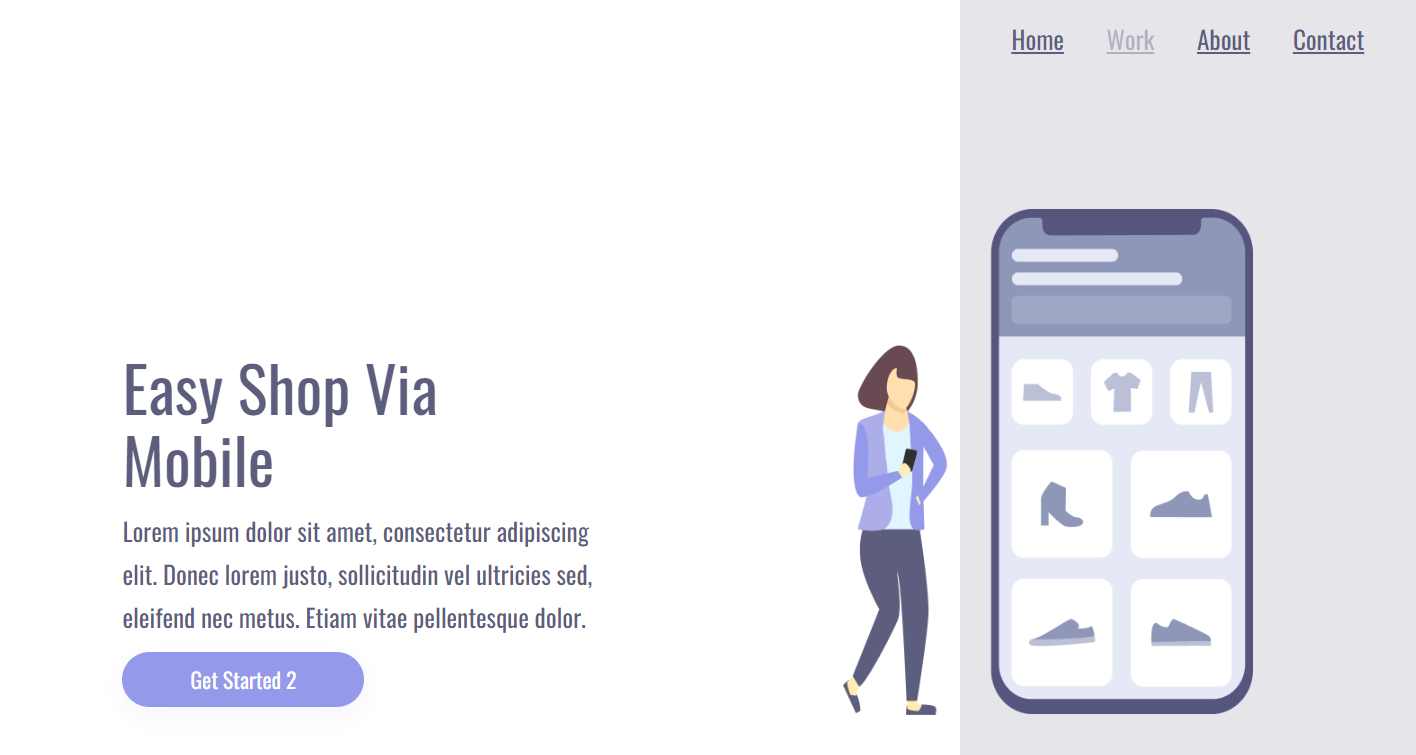 Home Work About Contact
Easy Shop Via
Mobile
Lorem ipsum dolor sit amet, consectetur adipiscing
elit. Donec lorem justo, sollicitudin vel ultricies sed,
eleifend nec metus. Etiam vitae pellentesque dolor.
Get Started 2